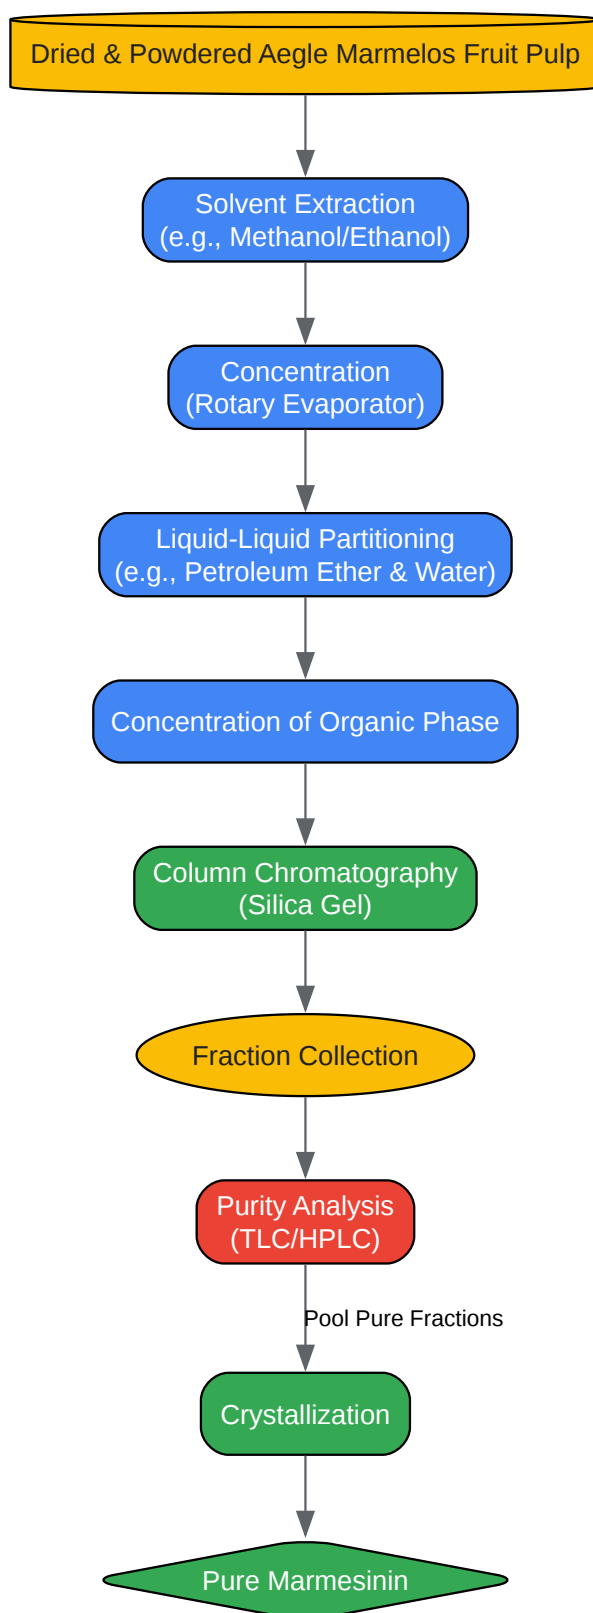 Dried & Powdered Aegle Marmelos Fruit Pulp
Solvent Extraction
(e.g., Methanol/Ethanol)
Concentration
(Rotary Evaporator)
Liquid-Liquid Partitioning
(e.g., Petroleum Ether & Water)
Concentration of Organic Phase
Column Chromatography
(Silica Gel)
Fraction Collection
Purity Analysis
(TLC/HPLC)
Pool Pure Fractions
Crystallization
Pure Marmesinin